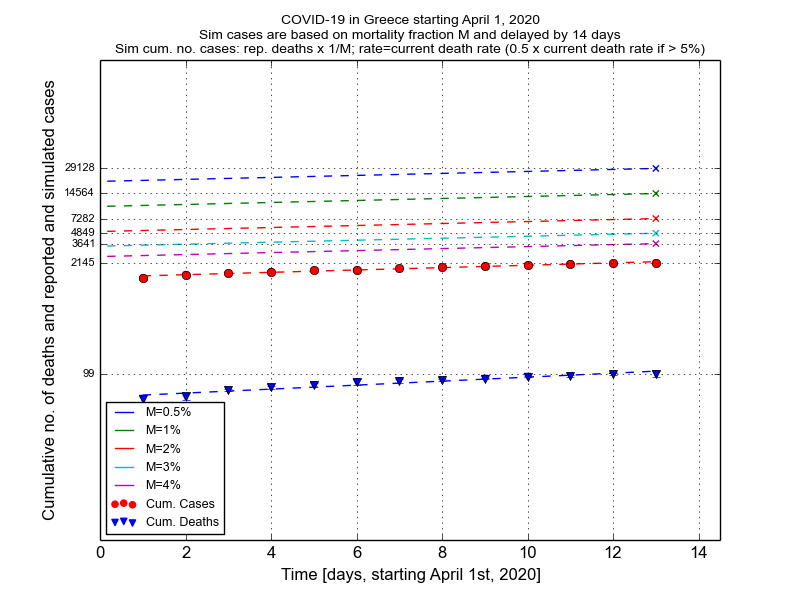 COVID-19 in Greece starting April 1, 2020
Sim cases are based on mortality fraction M and delayed by 14 days
Sim cum. no. cases: rep. deaths x 1/M; rate=current death rate (0.5 x current death rate if > 5%)
Cumulative no. of deaths and reported and simulated cases
29128
14564
7282
4849
3641
2145
99
M=0.5%
M=1%
M=2%
M=3%
M=4%
Cum. Cases
Cum. Deaths
0 2 4 6 8 10 12 14
Time [days, starting April 1st, 2020]